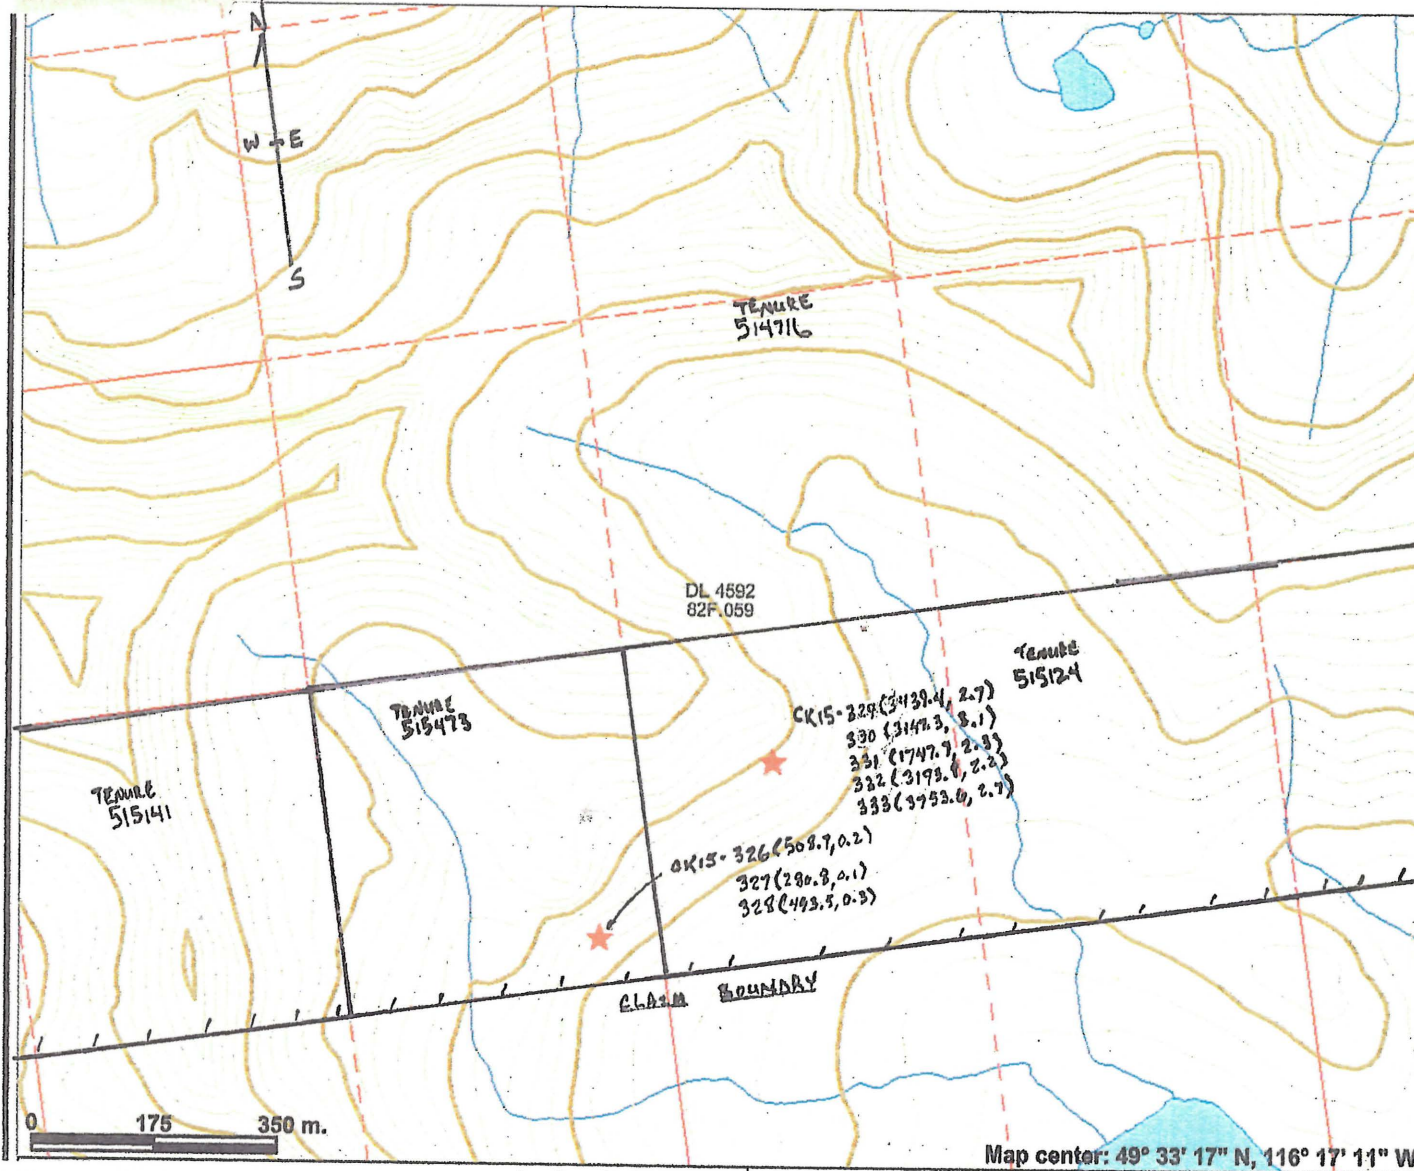 N
W E
S
TENURE
514716
DL 4592
82F.059
TENURE
515124
TENURE
515473
TENURE
515141
CK15-329(3439.4, 2.7)
330 (3147.3, 3.1)
331 (1747.7, 2.3)
332 (3193.8, 2.2)
333 (3953.6, 2.7)
CK15-326(508.7,0.2)
327(280.8,0.1)
328(493.5,0.3)
CLAIM BOUNDARY
0 175 350 m.
Map center: 49° 33' 17" N, 116° 17' 11" W